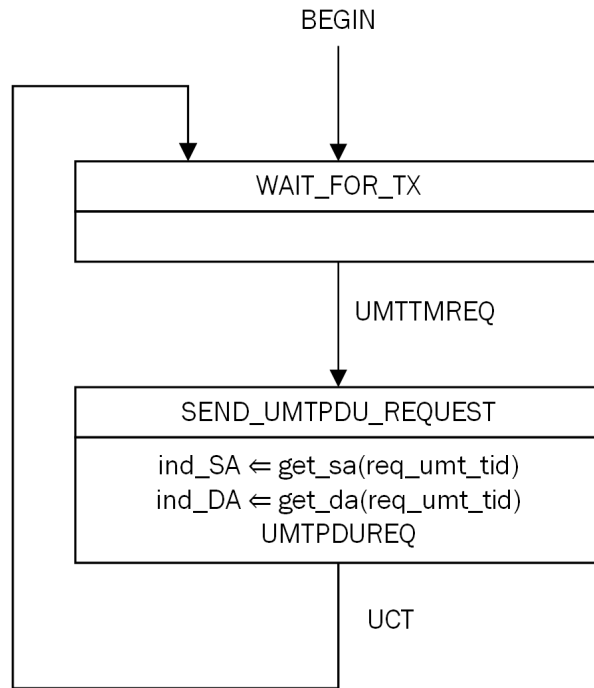 BEGIN
WAIT_FOR_TX
UMTTMREQ
SEND_UMTPDU_REQUEST
ind_SA ⇐ get_sa(req_umt_tid)
ind_DA ⇐ get_da(req_umt_tid)
UMTPDUREQ
UCT